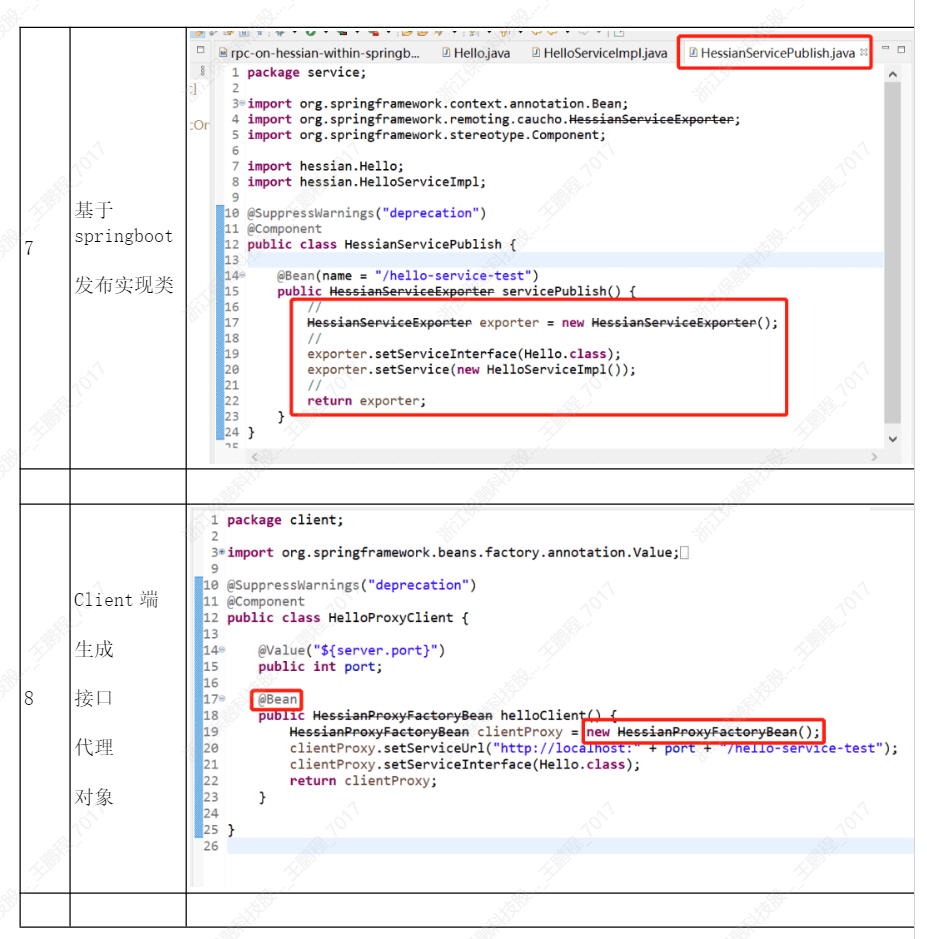 rpc-on-hessian-within-springb...
Hello.java
HelloServiceImpl.java
HessianServicePublish.java
7
基于
springboot
发布实现类
1 package service;
2
3 import org.springframework.context.annotation.Bean;
4 import org.springframework.remoting.caucho.HessianServiceExporter;
5 import org.springframework.stereotype.Component;
6
7 import hessian.Hello;
8 import hessian.HelloServiceImpl;
9
10 @SuppressWarnings("deprecation")
11 @Component
12 public class HessianServicePublish {
13
14 @Bean(name = "/hello-service-test")
15 public HessianServiceExporter servicePublish() {
16 //
17 HessianServiceExporter exporter = new HessianServiceExporter();
18 //
19 exporter.setServiceInterface(Hello.class);
20 exporter.setService(new HelloServiceImpl());
21 //
22 return exporter;
23 }
24 }
8
Client 端
生成
接口
代理
对象
1 package client;
2
3 import org.springframework.beans.factory.annotation.Value;
9
10 @SuppressWarnings("deprecation")
11 @Component
12 public class HelloProxyClient {
13
14 @Value("${server.port}")
15 public int port;
16
17 @Bean
18 public HessianProxyFactoryBean helloClient() {
19 HessianProxyFactoryBean clientProxy = new HessianProxyFactoryBean();
20 clientProxy.setServiceUrl("http://localhost:" + port + "/hello-service-test");
21 clientProxy.setServiceInterface(Hello.class);
22 return clientProxy;
23 }
24
25 }
26